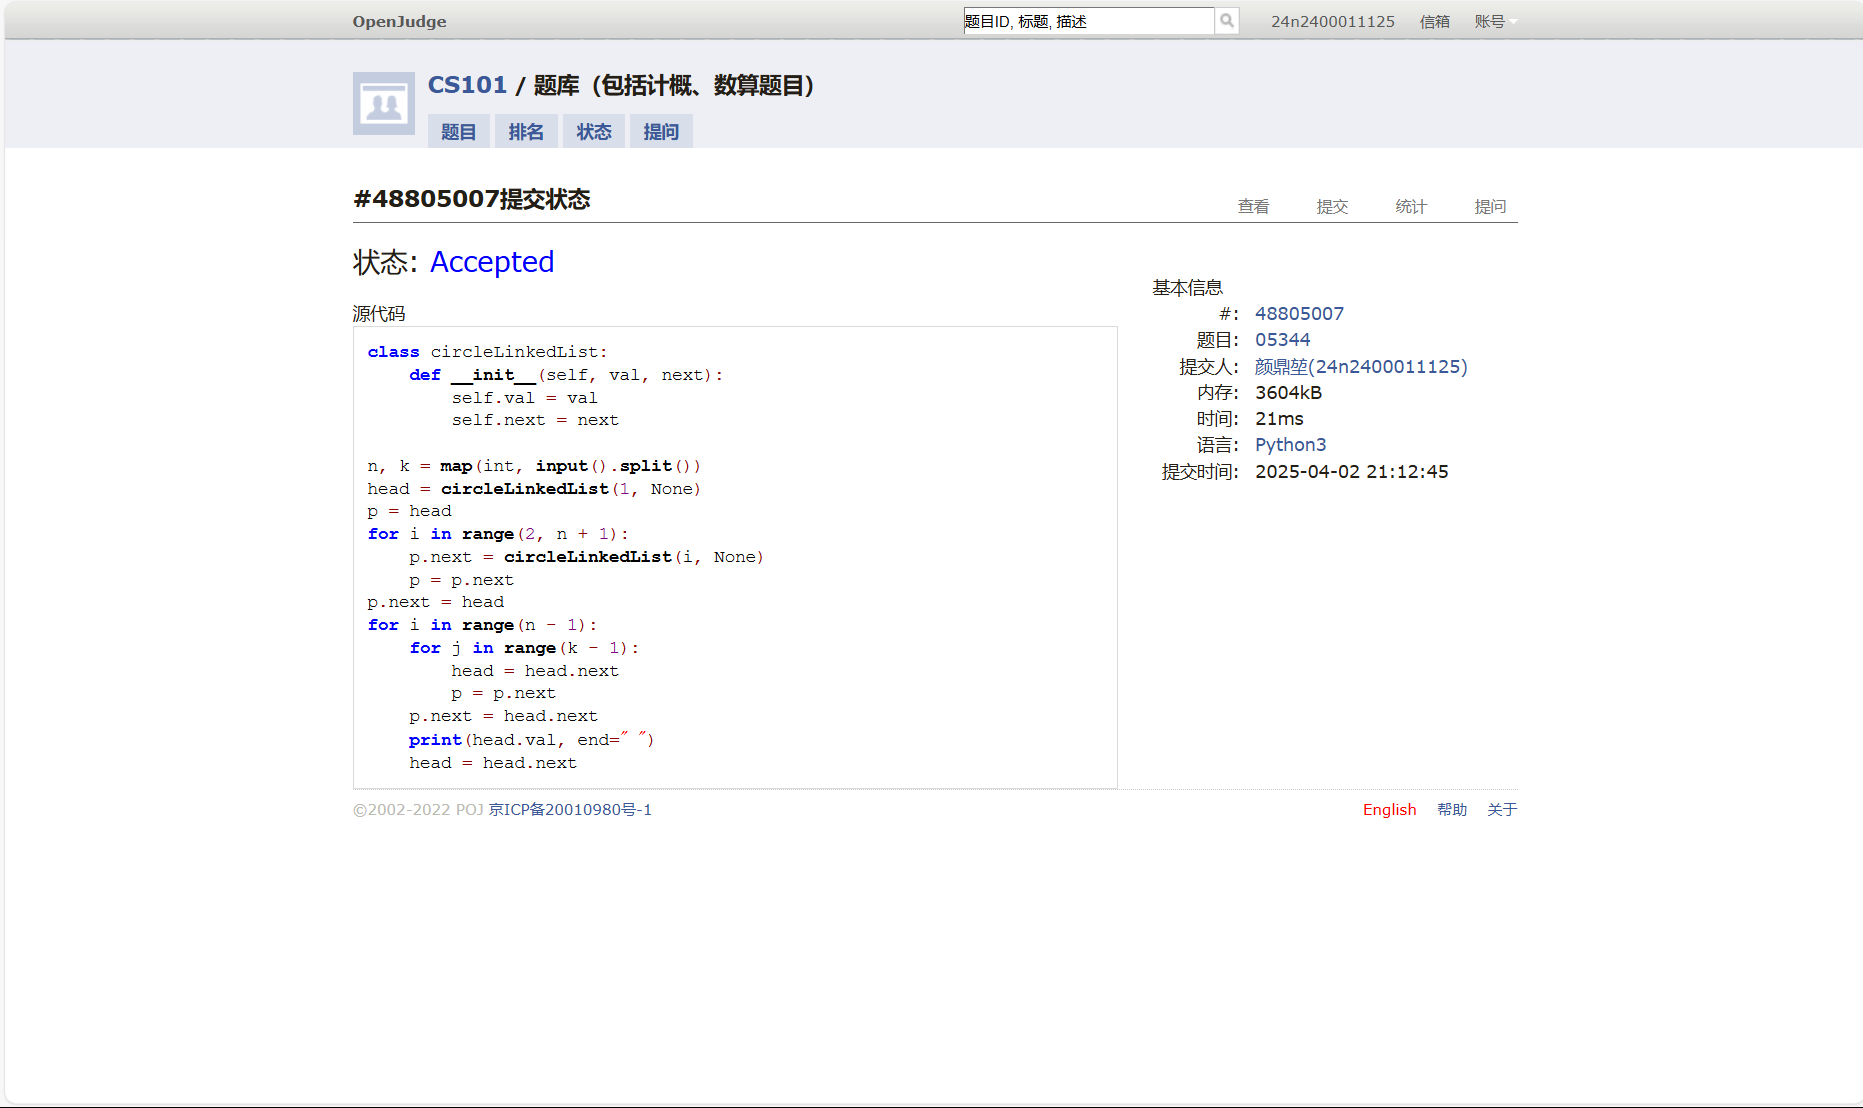 OpenJudge
题目ID, 标题, 描述
24n2400011125 信箱 账号
CS101 / 题库（包括计概、数算题目）
题目 排名 状态 提问
#48805007提交状态
查看 提交 统计 提问
状态: Accepted
源代码
class circleLinkedList:
    def __init__(self, val, next):
        self.val = val
        self.next = next

n, k = map(int, input().split())
head = circleLinkedList(1, None)
p = head
for i in range(2, n + 1):
    p.next = circleLinkedList(i, None)
    p = p.next
p.next = head
for i in range(n - 1):
    for j in range(k - 1):
        head = head.next
        p = p.next
    p.next = head.next
    print(head.val, end=" ")
    head = head.next
基本信息
#: 48805007
题目: 05344
提交人: 颜鼎堃(24n2400011125)
内存: 3604kB
时间: 21ms
语言: Python3
提交时间: 2025-04-02 21:12:45
©2002-2022 POJ 京ICP备20010980号-1
English 帮助 关于